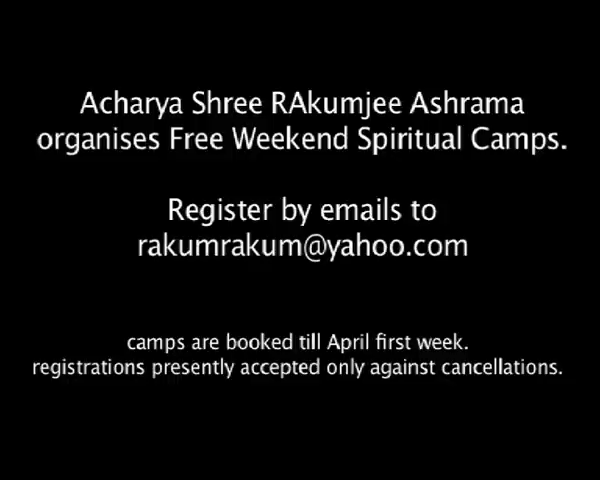 Acharya Shree RAkumjee Ashrama
organises Free Weekend Spiritual Camps.
Register by emails to
rakumrakum@yahoo.com
camps are booked till April first week.
registrations presently accepted only against cancellations.